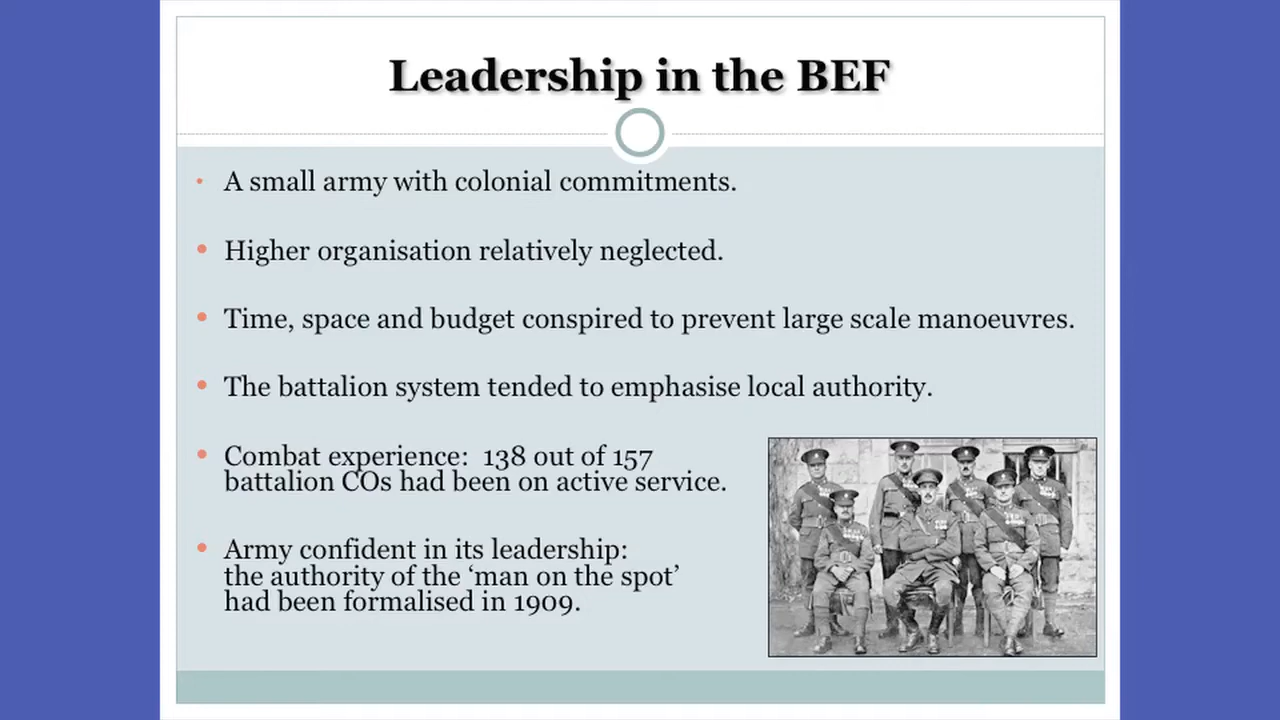 Leadership in the BEF
• A small army with colonial commitments.
• Higher organisation relatively neglected.
• Time, space and budget conspired to prevent large scale manoeuvres.
• The battalion system tended to emphasise local authority.
• Combat experience:  138 out of 157
battalion COs had been on active service.
• Army confident in its leadership:
the authority of the ‘man on the spot’
had been formalised in 1909.